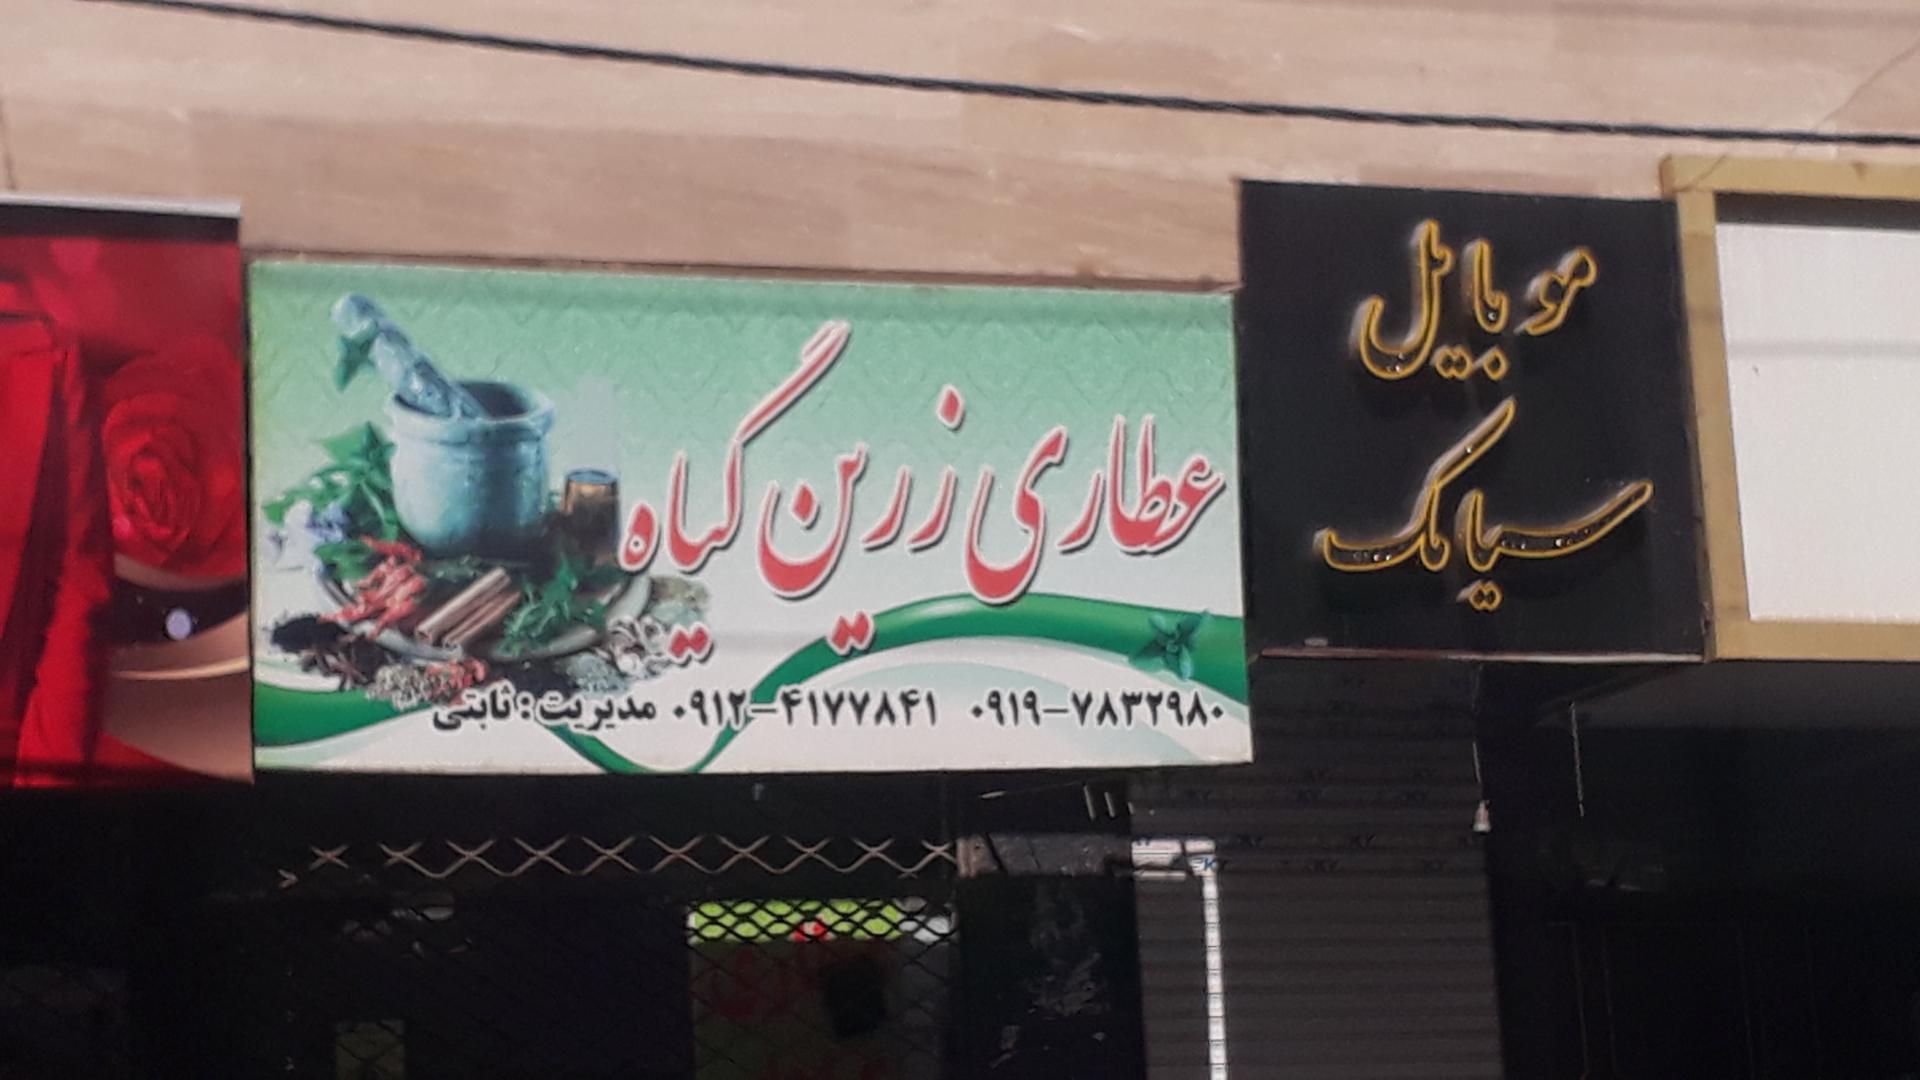 موبایل
سیامک
عطاری زرین گیاه
۰۹۱۹-۷۸۳۲۹۸۰ ۰۹۱۲-۴۱۷۷۸۴۱ مدیریت : ثابتی